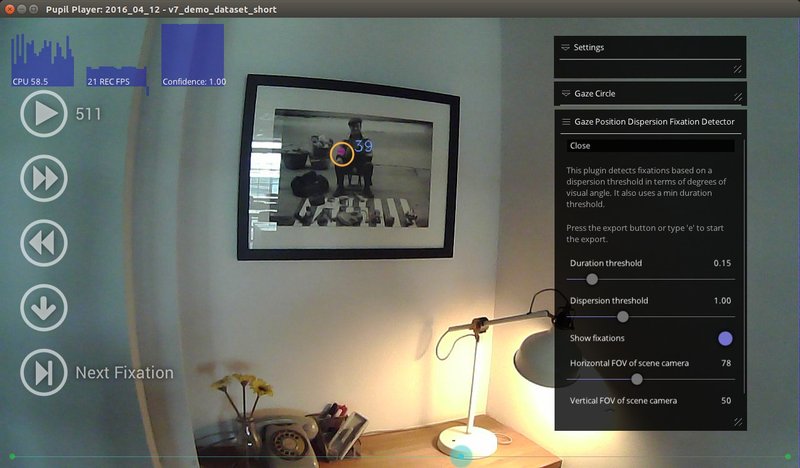 Pupil Player: 2016_04_12 - v7_demo_dataset_short
CPU 58.5
21 REC FPS
Confidence: 1.00
511
39
Next Fixation
Settings
Gaze Circle
Gaze Position Dispersion Fixation Detector
Close
This plugin detects fixations based on a
dispersion threshold in terms of degrees of
visual angle. It also uses a min duration
threshold.
Press the export button or type 'e' to start
the export.
Duration threshold 0.15
Dispersion threshold 1.00
Show fixations
Horizontal FOV of scene camera 78
Vertical FOV of scene camera 50